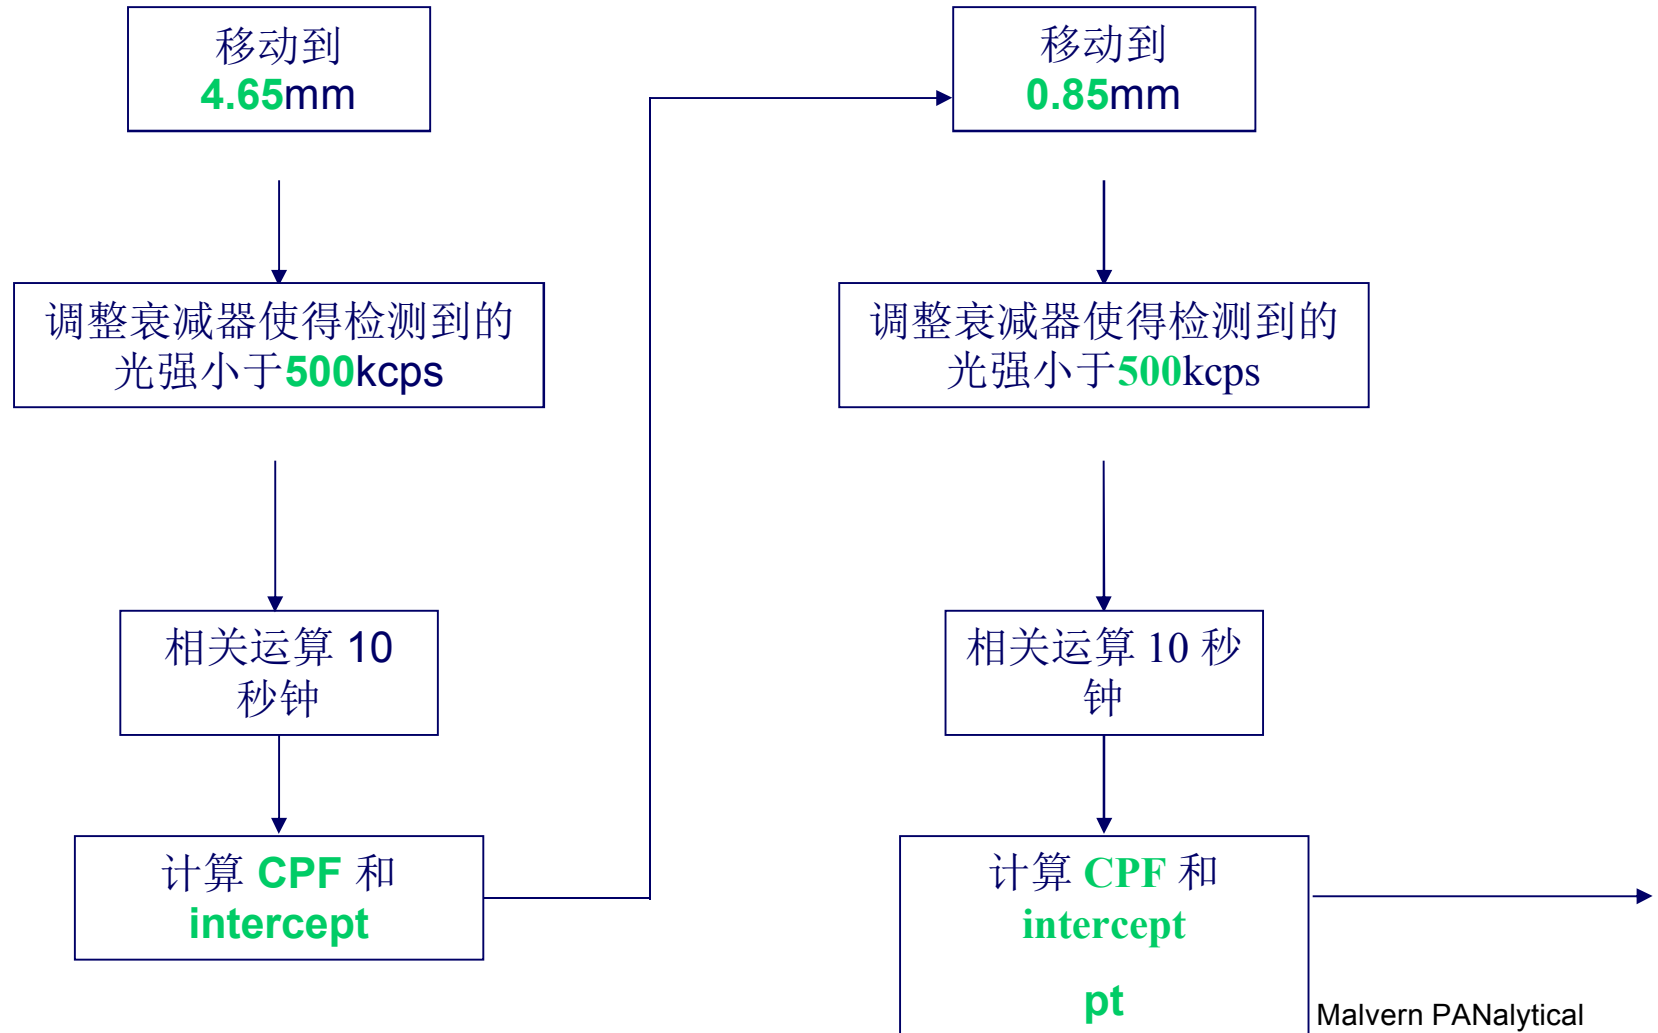 移动到
4.65mm
调整衰减器使得检测到的
光强小于500kcps
相关运算 10
秒钟
计算 CPF 和
intercept
移动到
0.85mm
调整衰减器使得检测到的
光强小于500kcps
相关运算 10 秒
钟
计算 CPF 和
intercept
pt
Malvern PANalytical